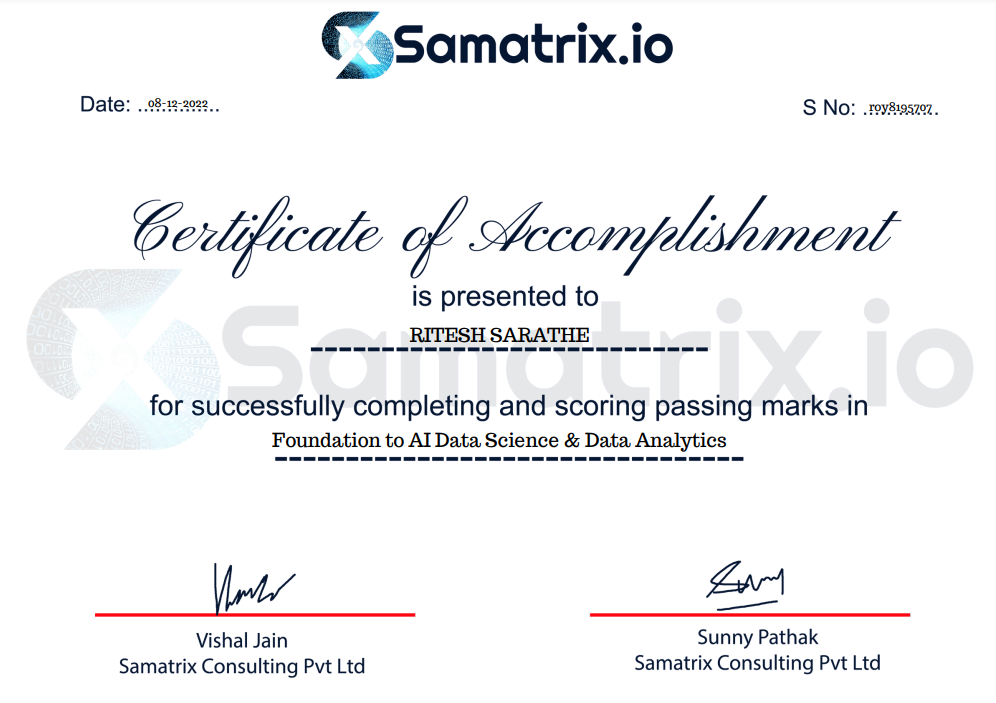 Samatrix.io
Date: ..08-12-2022..
S No: .roy8195707.
Certificate of Accomplishment
is presented to
RITESH SARATHE
Samatrix.io
for successfully completing and scoring passing marks in
Foundation to AI Data Science & Data Analytics
Vishal Jain
Samatrix Consulting Pvt Ltd
Sunny Pathak
Samatrix Consulting Pvt Ltd